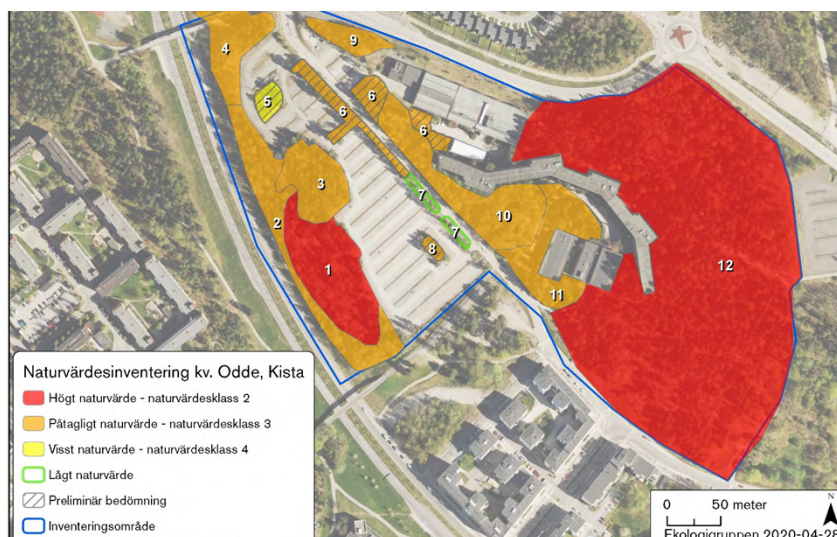 4
9
5
6
6
6
3
7
2
7
10
8
1
11
12
Naturvärdesinventering kv. Odde, Kista
Högt naturvärde - naturvärdesklass 2
Påtagligt naturvärde - naturvärdesklass 3
Visst naturvärde - naturvärdesklass 4
Lågt naturvärde
Preliminär bedömning
Inventeringsområde
N
0 50 meter
Ekologigruppen 2020-04-28